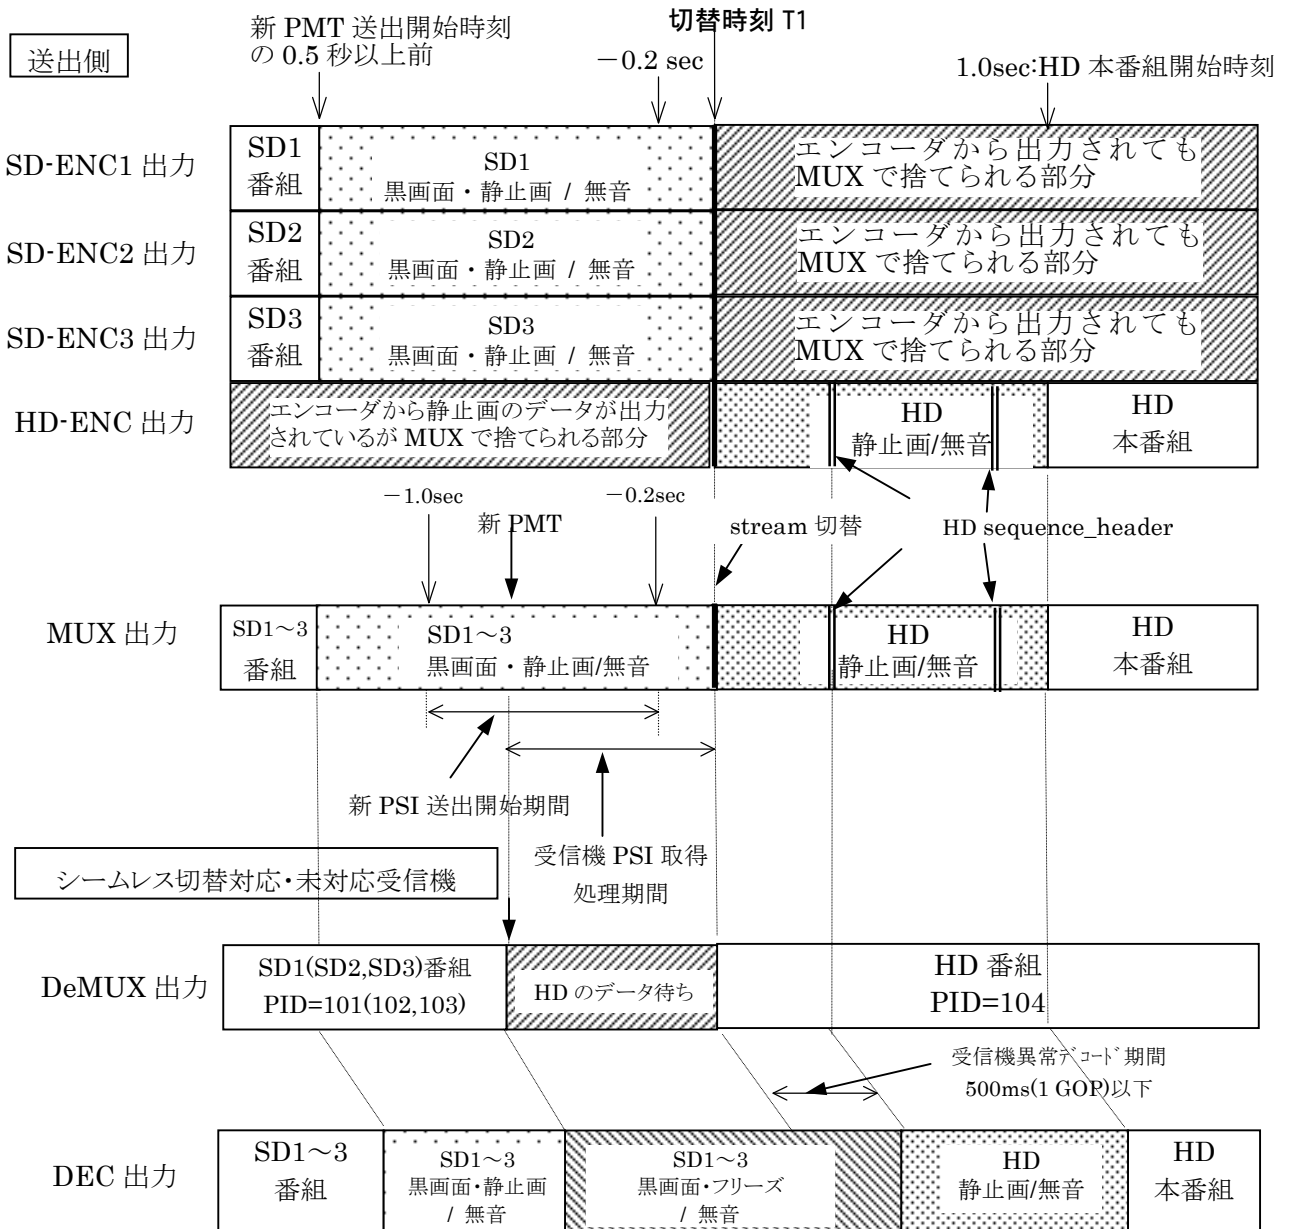 切替時刻 T1
新 PMT 送出開始時刻
の 0.5 秒以上前
送出側
－0.2 sec
1.0sec:HD 本番組開始時刻
SD-ENC1 出力
SD1
番組
SD1
黒画面・静止画 / 無音
エンコーダから出力されても
MUX で捨てられる部分
SD-ENC2 出力
SD2
番組
SD2
黒画面・静止画 / 無音
エンコーダから出力されても
MUX で捨てられる部分
SD-ENC3 出力
SD3
番組
SD3
黒画面・静止画 / 無音
エンコーダから出力されても
MUX で捨てられる部分
HD-ENC 出力
エンコーダから静止画のデータが出力
されているが MUX で捨てられる部分
HD
静止画/無音
HD
本番組
－1.0sec
－0.2sec
新 PMT
stream 切替
HD sequence_header
MUX 出力
SD1～3
番組
SD1～3
黒画面・静止画/無音
HD
静止画/無音
HD
本番組
新 PSI 送出開始期間
受信機 PSI 取得
処理期間
シームレス切替対応・未対応受信機
DeMUX 出力
SD1(SD2,SD3)番組
PID=101(102,103)
HD のデータ待ち
HD 番組
PID=104
受信機異常ﾃﾞｺｰﾄﾞ期間
500ms(1 GOP)以下
DEC 出力
SD1～3
番組
SD1～3
黒画面・静止画
/ 無音
SD1～3
黒画面・フリーズ
/ 無音
HD
静止画/無音
HD
本番組